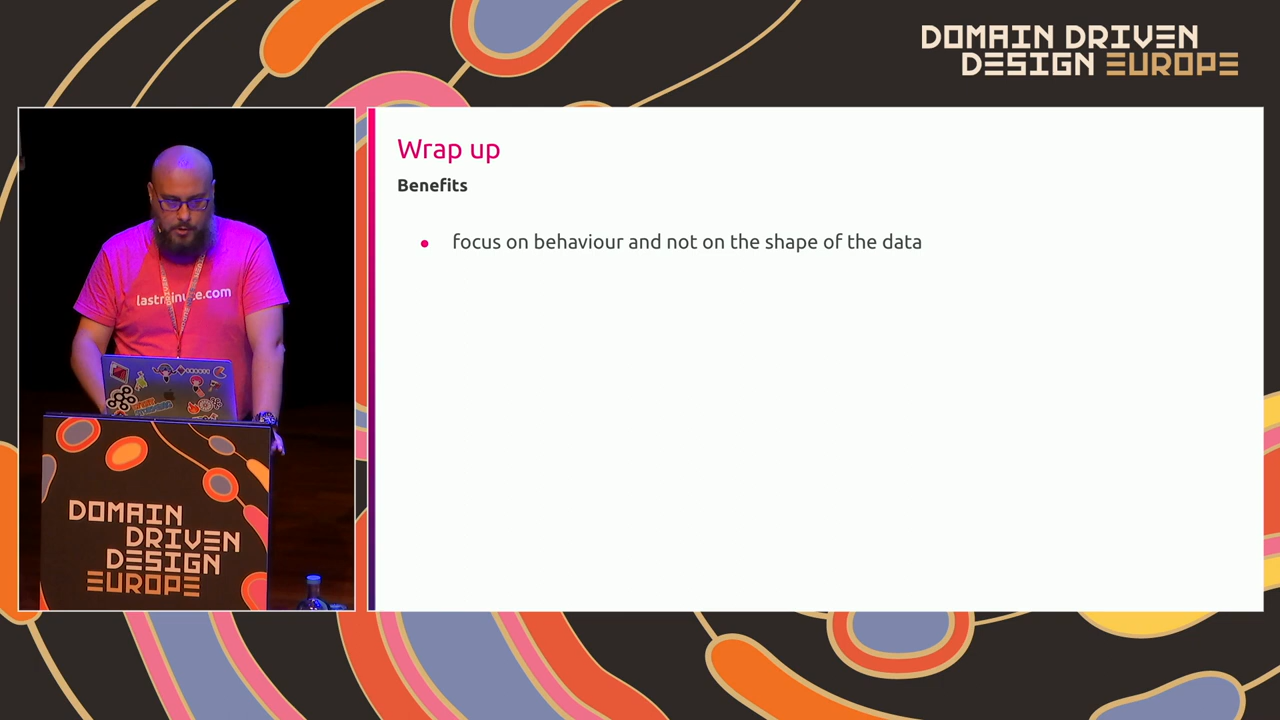 DOMAIN DRIVEN
DESIGN EUROPE
Wrap up
Benefits
• focus on behaviour and not on the shape of the data
lastminute.com
DOMAIN
DRIVEN
DESIGN
EUROPE